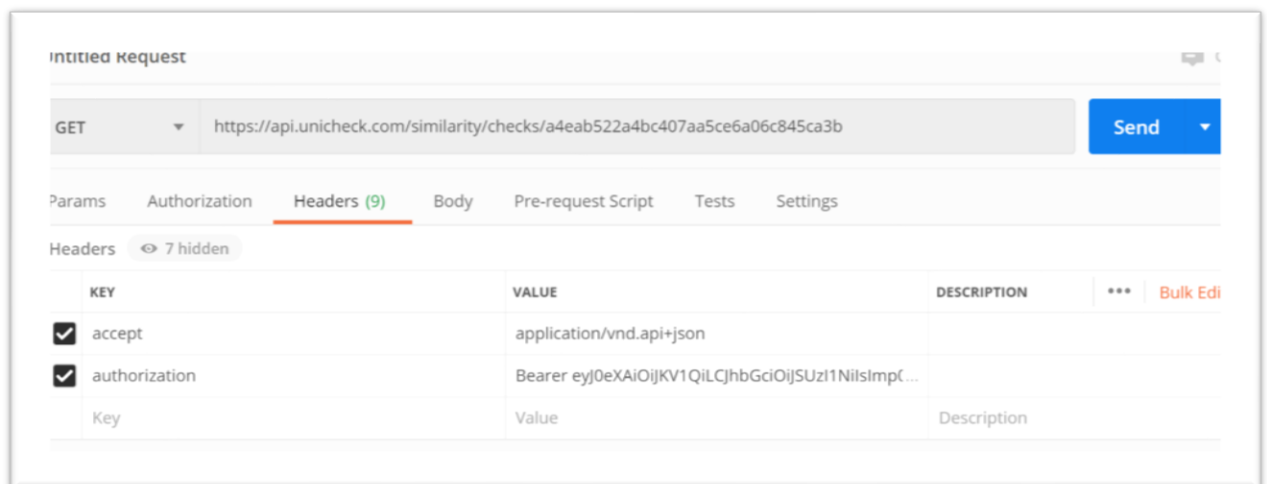 Untitled Request
GET https://api.unicheck.com/similarity/checks/a4eab522a4bc407aa5ce6a06c845ca3b Send
Params Authorization Headers (9) Body Pre-request Script Tests Settings
Headers 7 hidden
KEY VALUE DESCRIPTION ••• Bulk Edi
accept application/vnd.api+json
authorization Bearer eyJ0eXAiOiJKV1QiLCJhbGciOiJSUzI1NiIsImp(...
Key Value Description